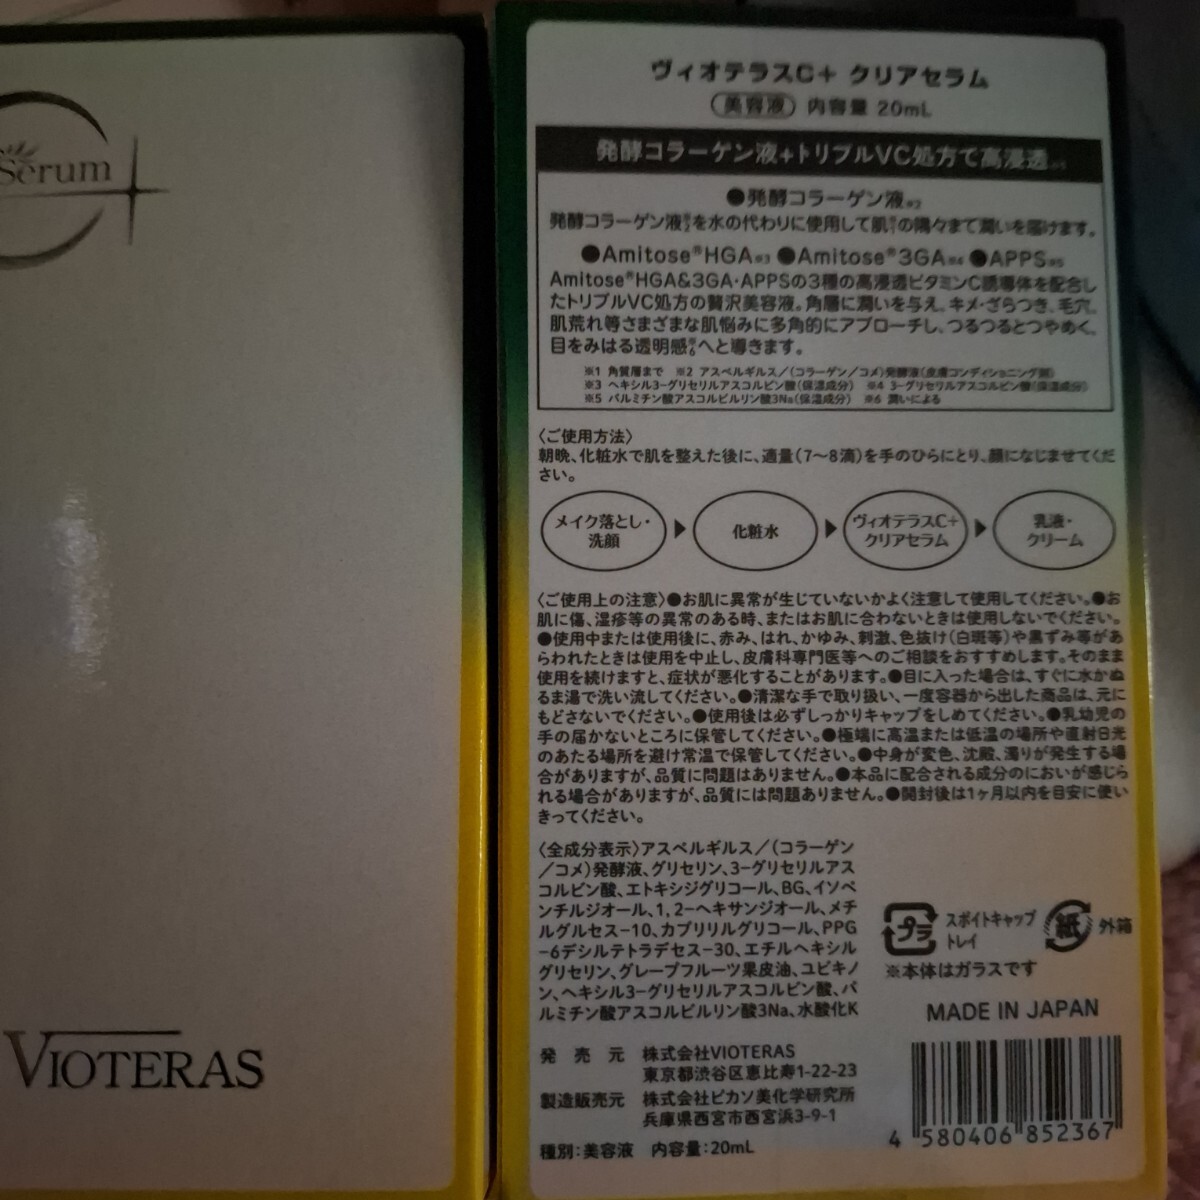 Serum
VIOTERAS
ヴィオテラスC+ クリアセラム
美容液 内容量 20mL
発酵コラーゲン液+トリプルVC処方で高浸透※1
●発酵コラーゲン液※2
発酵コラーゲン液※2を水の代わりに使用して肌※1の隅々まで潤いを届けます。
●Amitose®HGA※3 ●Amitose®3GA※4 ●APPS※5
Amitose®HGA&3GA・APPSの3種の高浸透ビタミンC誘導体を配合し
たトリプルVC処方の贅沢美容液。角層に潤いを与え、キメ・ざらつき、毛穴、
肌荒れ等さまざまな肌悩みに多角的にアプローチし、つるつるとつやめく、
目をみはる透明感※6へと導きます。
※1 角質層まで ※2 アスペルギルス/(コラーゲン/コメ)発酵液(皮膚コンディショニング剤)
※3 ヘキシル3-グリセリルアスコルビン酸(保湿成分) ※4 3-グリセリルアスコルビン酸(保湿成分)
※5 パルミチン酸アスコルビルリン酸3Na(保湿成分) ※6 潤いによる
〈ご使用方法〉
朝晩、化粧水で肌を整えた後に、適量(7〜8滴)を手のひらにとり、顔になじませてくだ
さい。
メイク落とし・
洗顔
化粧水
ヴィオテラスC+
クリアセラム
乳液・
クリーム
〈ご使用上の注意〉●お肌に異常が生じていないかよく注意して使用してください。●お
肌に傷、湿疹等の異常のある時、またはお肌に合わないときは使用しないでください。
●使用中または使用後に、赤み、はれ、かゆみ、刺激、色抜け(白斑等)や黒ずみ等があ
らわれたときは使用を中止し、皮膚科専門医等へのご相談をおすすめします。そのまま
使用を続けますと、症状が悪化することがあります。●目に入った場合は、すぐに水かぬ
るま湯で洗い流してください。●清潔な手で取り扱い、一度容器から出した商品は、元に
もどさないでください。●使用後は必ずしっかりキャップをしめてください。●乳幼児の
手の届かないところに保管してください。●極端に高温または低温の場所や直射日光
のあたる場所を避け常温で保管してください。●中身が変色、沈殿、濁りが発生する場
合がありますが、品質に問題はありません。●本品に配合される成分のにおいが感じら
れる場合がありますが、品質には問題ありません。●開封後は1ヶ月以内を目安に使い
きってください。
〈全成分表示〉アスペルギルス/(コラーゲン
/コメ)発酵液、グリセリン、3-グリセリルアス
コルビン酸、エトキシジグリコール、BG、イソペ
ンチルジオール、1,2-ヘキサンジオール、メチ
ルグルセス-10、カプリリルグリコール、PPG
-6デシルテトラデセス-30、エチルヘキシル
グリセリン、グレープフルーツ果皮油、ユビキノ
ン、ヘキシル3-グリセリルアスコルビン酸、パ
ルミチン酸アスコルビルリン酸3Na、水酸化K
プラ
スポイトキャップ
トレイ
紙
外箱
※本体はガラスです
MADE IN JAPAN
発売元 株式会社VIOTERAS
東京都渋谷区恵比寿1-22-23
製造販売元 株式会社ピカソ美化学研究所
兵庫県西宮市西宮浜3-9-1
種別:美容液 内容量:20mL
4 580406 852367